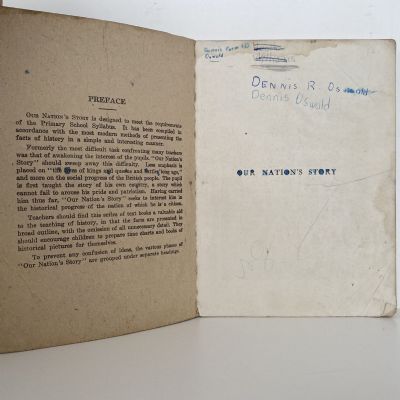 PREFACE
OUR NATION'S STORY is designed to meet the requirements
of the Primary School Syllabus. It has been compiled in
accordance with the most modern methods of presenting the
facts of history in a simple and interesting manner.
Formerly the most difficult task confronting many teachers
was that of awakening the interest of the pupils. "Our Nation's
Story" should sweep away this difficulty. Less emphasis is
placed on "the of kings and queens and battles long ago,"
and more on the social progress of the British people. The pupil
is first taught the story of his own country, a story which
cannot fail to arouse his pride and patriotism. Having carried
him thus far, "Our Nation's Story" seeks to interest him in
the historical progress of the nation of which he is a citizen.
Teachers should find this series of text books a valuable aid
to the teaching of history, in that the facts are presented in
broad outline, with the omission of all unnecessary detail. They
should encourage children to prepare time charts and books of
historical pictures for themselves.
To prevent any confusion of ideas, the various phases of
"Our Nation's Story" are grouped under separate headings.
Dennis
Oswald
DENNIS R. Oswald
Dennis Oswald
OUR NATION'S STORY